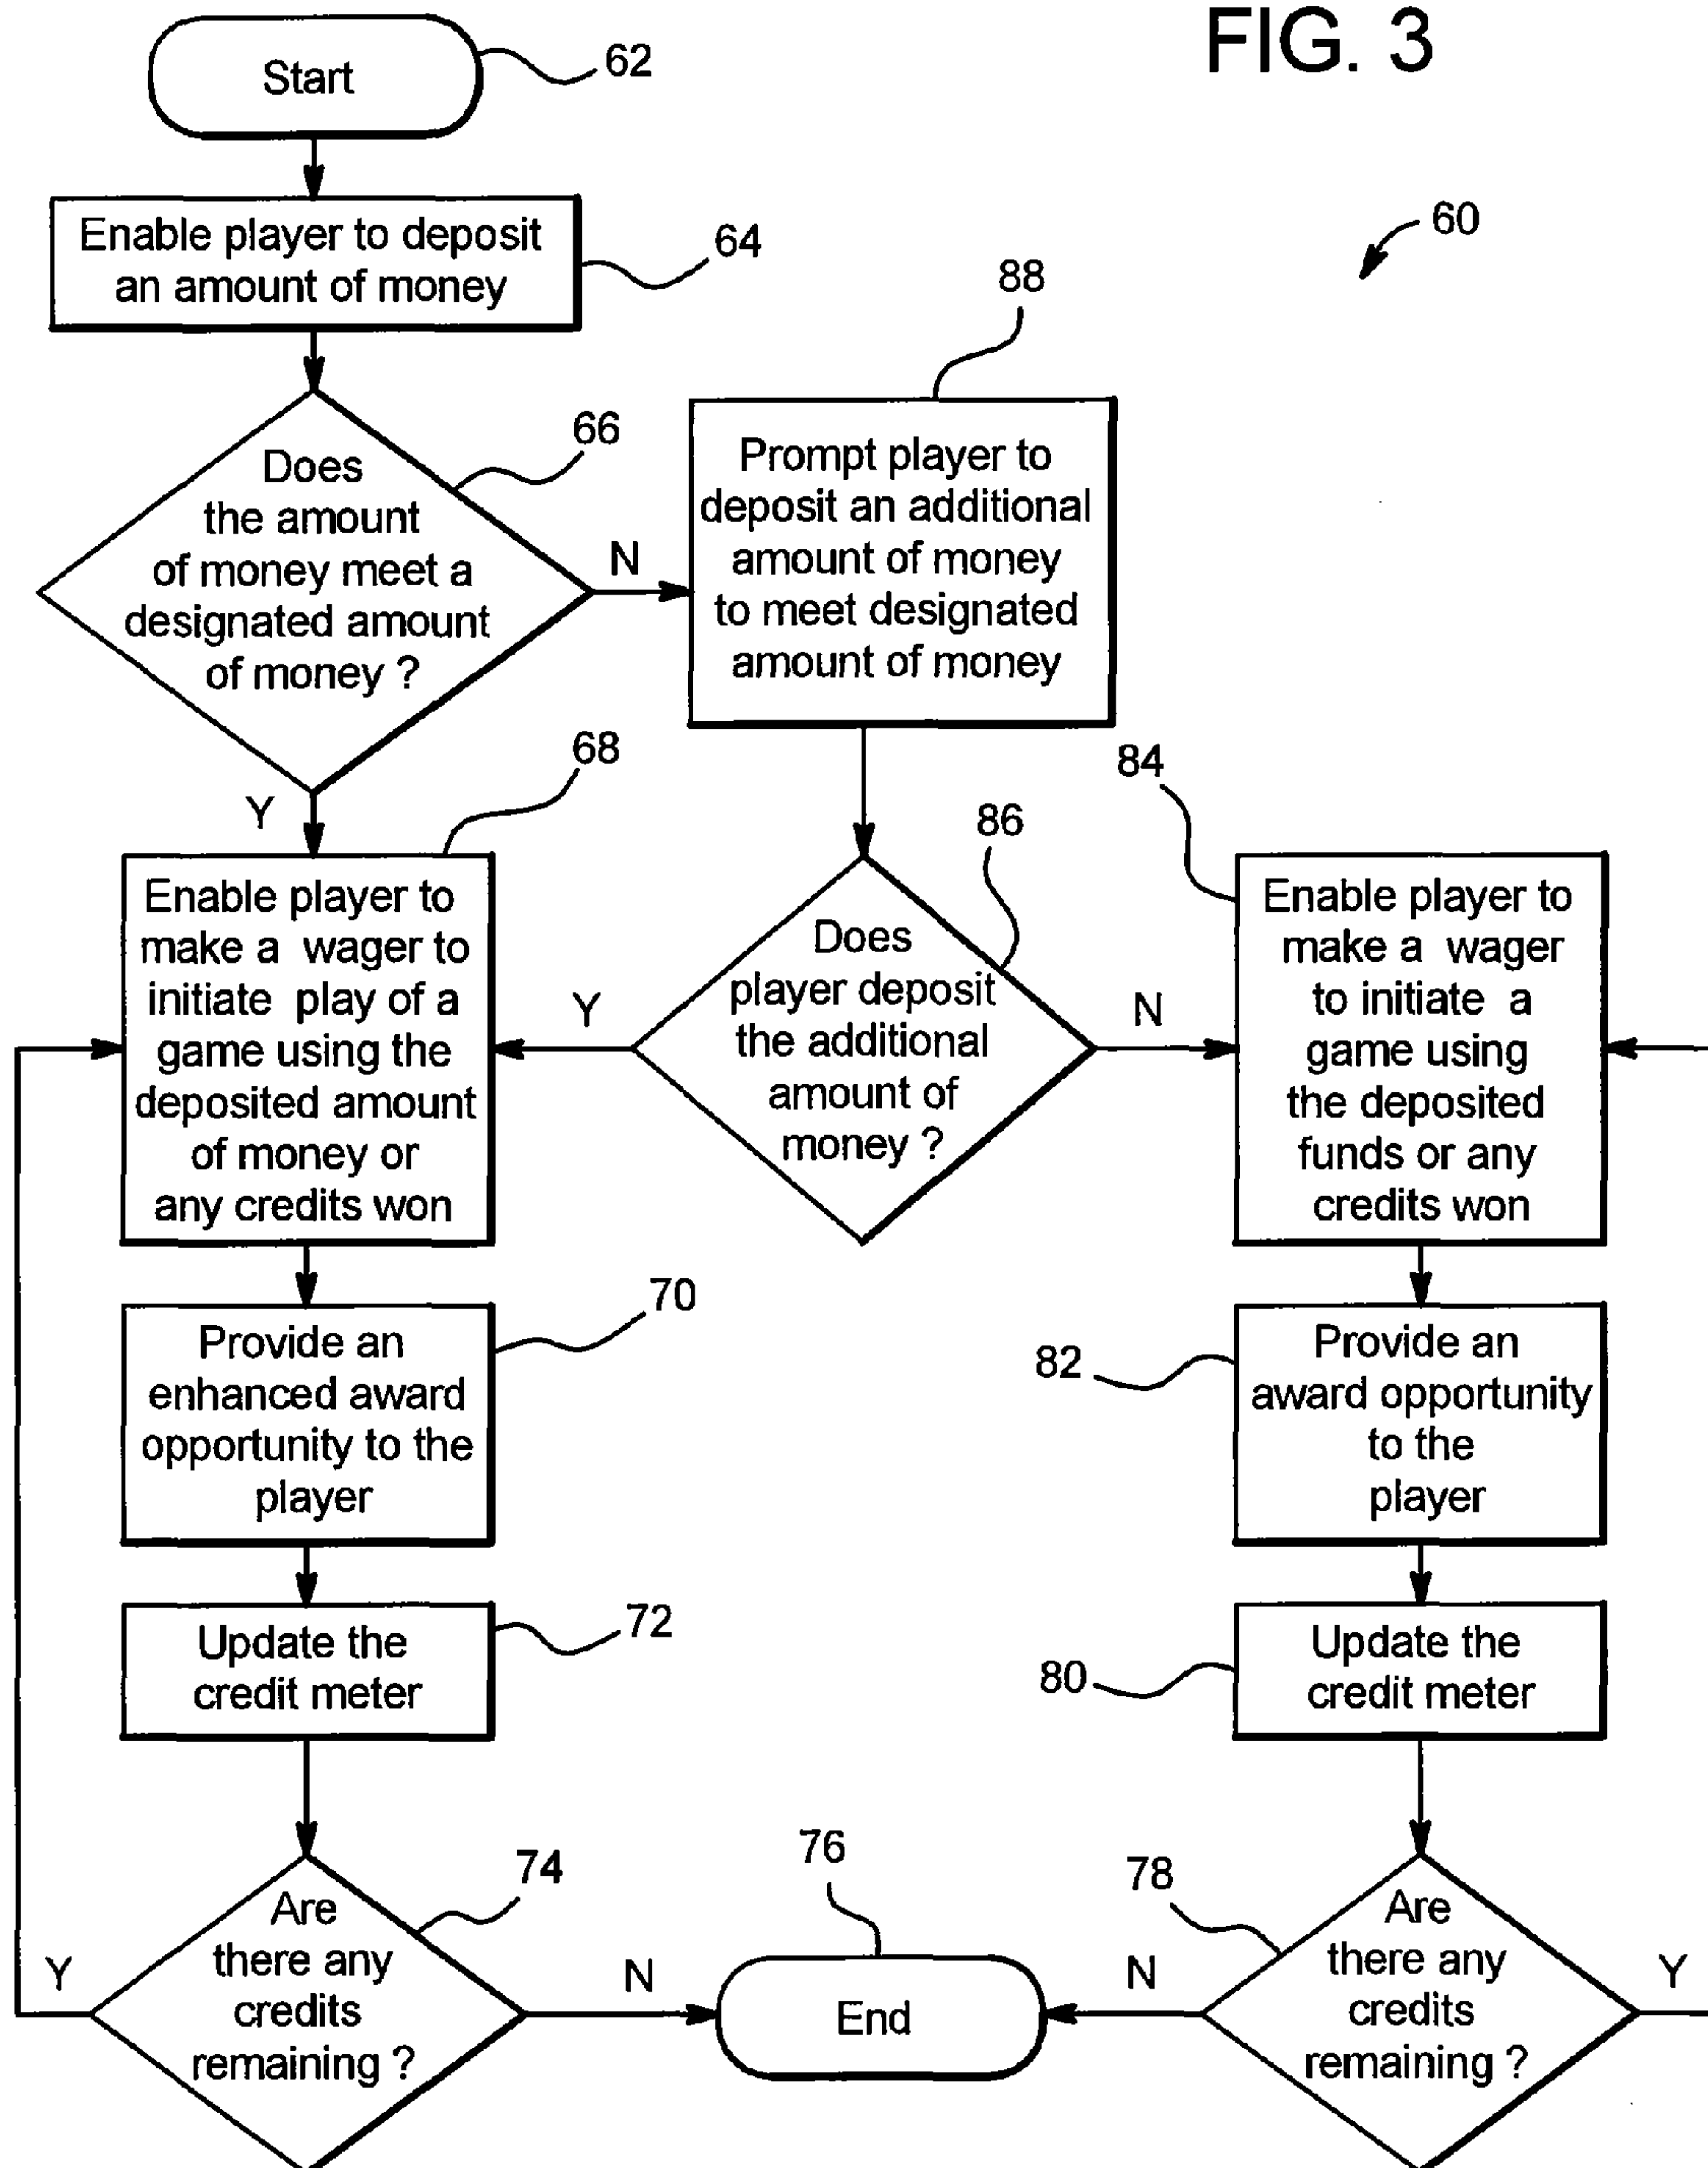 FIG. 3
60
Start
62
Enable player to deposit
an amount of money
64
Does
the amount
of money meet a
designated amount
of money ?
66
N
Y
88
Prompt player to
deposit an additional
amount of money
to meet designated
amount of money
68
Enable player to
make a wager to
initiate play of a
game using the
deposited amount
of money or
any credits won
86
Does
player deposit
the additional
amount of
money ?
Y
N
84
Enable player to
make a wager
to initiate a
game using
the deposited
funds or any
credits won
70
Provide an
enhanced award
opportunity to the
player
82
Provide an
award opportunity
to the
player
72
Update the
credit meter
80
Update the
credit meter
74
Are
there any
credits
remaining ?
Y
N
76
End
78
Are
there any
credits
remaining ?
N
Y